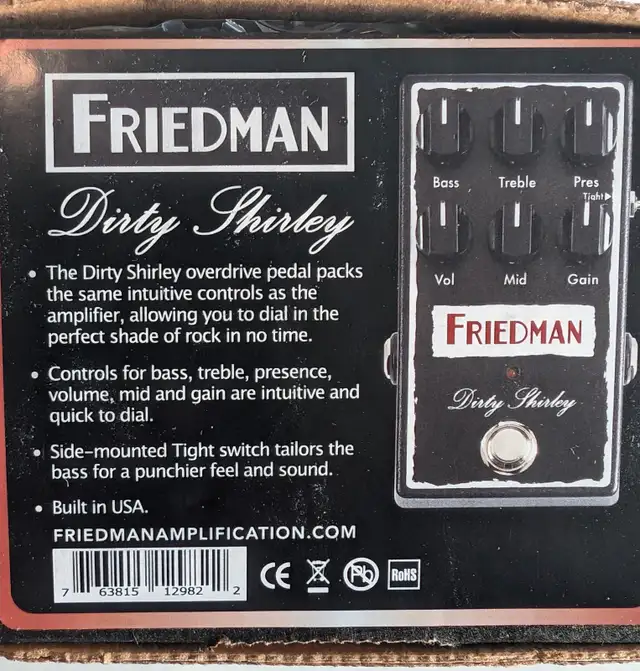 FRIEDMAN
Dirty Shirley
• The Dirty Shirley overdrive pedal packs
the same intuitive controls as the
amplifier, allowing you to dial in the
perfect shade of rock in no time.
• Controls for bass, treble, presence,
volume, mid and gain are intuitive and
quick to dial.
• Side-mounted Tight switch tailors the
bass for a punchier feel and sound.
• Built in USA.
FRIEDMANAMPLIFICATION.COM
7 63815 12982 2
CE
Pb
RoHS
Bass Treble Pres
Tight
Vol Mid Gain
FRIEDMAN
Dirty Shirley